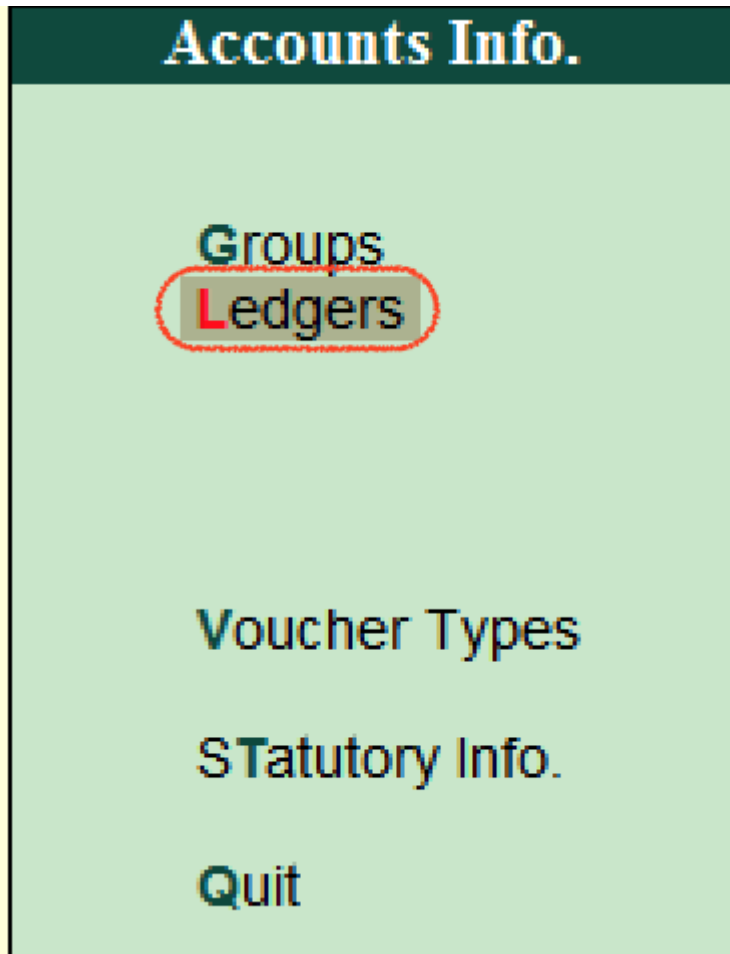 Accounts Info.
Groups
Ledgers
Voucher Types
STatutory Info.
Quit